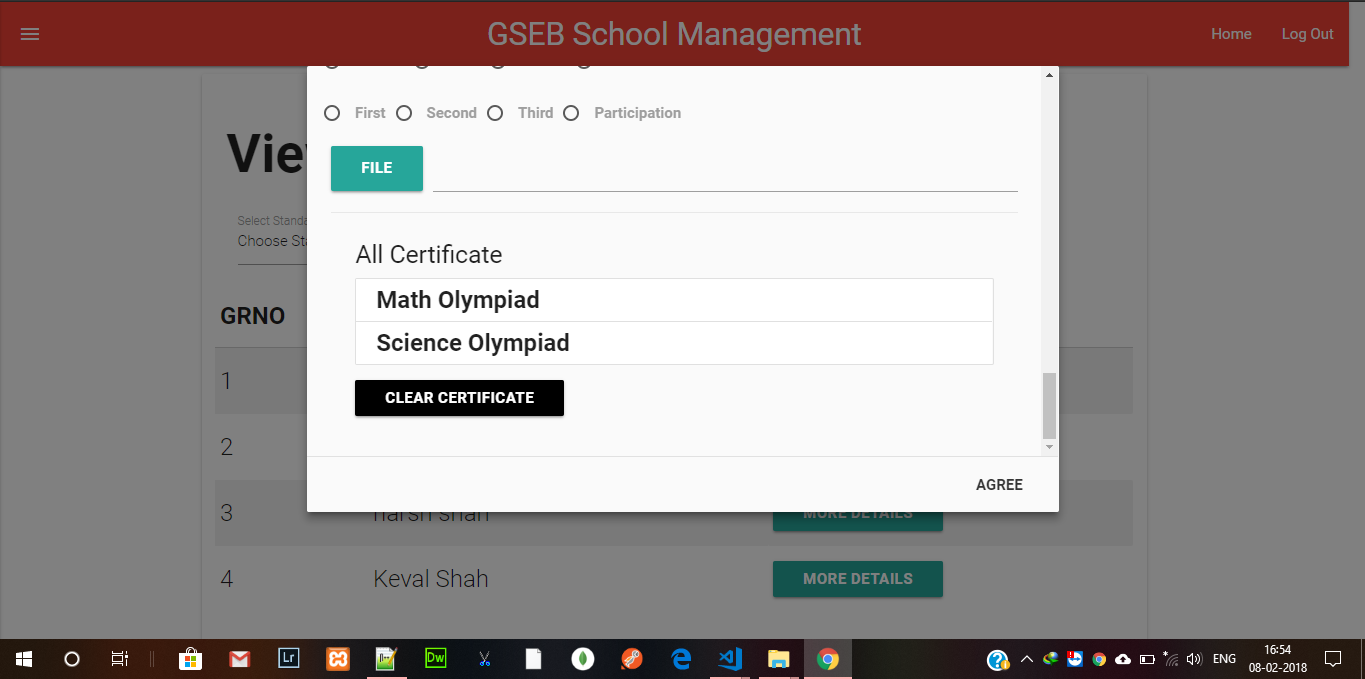 GSEB School Management
Home
Log Out
First
Second
Third
Participation
Vie
FILE
Select Standa
Choose Sta
All Certificate
Math Olympiad
GRNO
Science Olympiad
1
CLEAR CERTIFICATE
2
AGREE
3
harsh shah
MORE DETAILS
4
Keval Shah
MORE DETAILS
Lr
Dw
ENG
16:54
08-02-2018